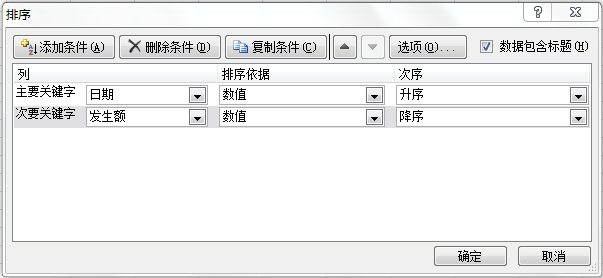 排序
添加条件(A) 删除条件(D) 复制条件(C) 选项(O)... 数据包含标题(H)
列 排序依据 次序
主要关键字 日期 数值 升序
次要关键字 发生额 数值 降序
确定 取消